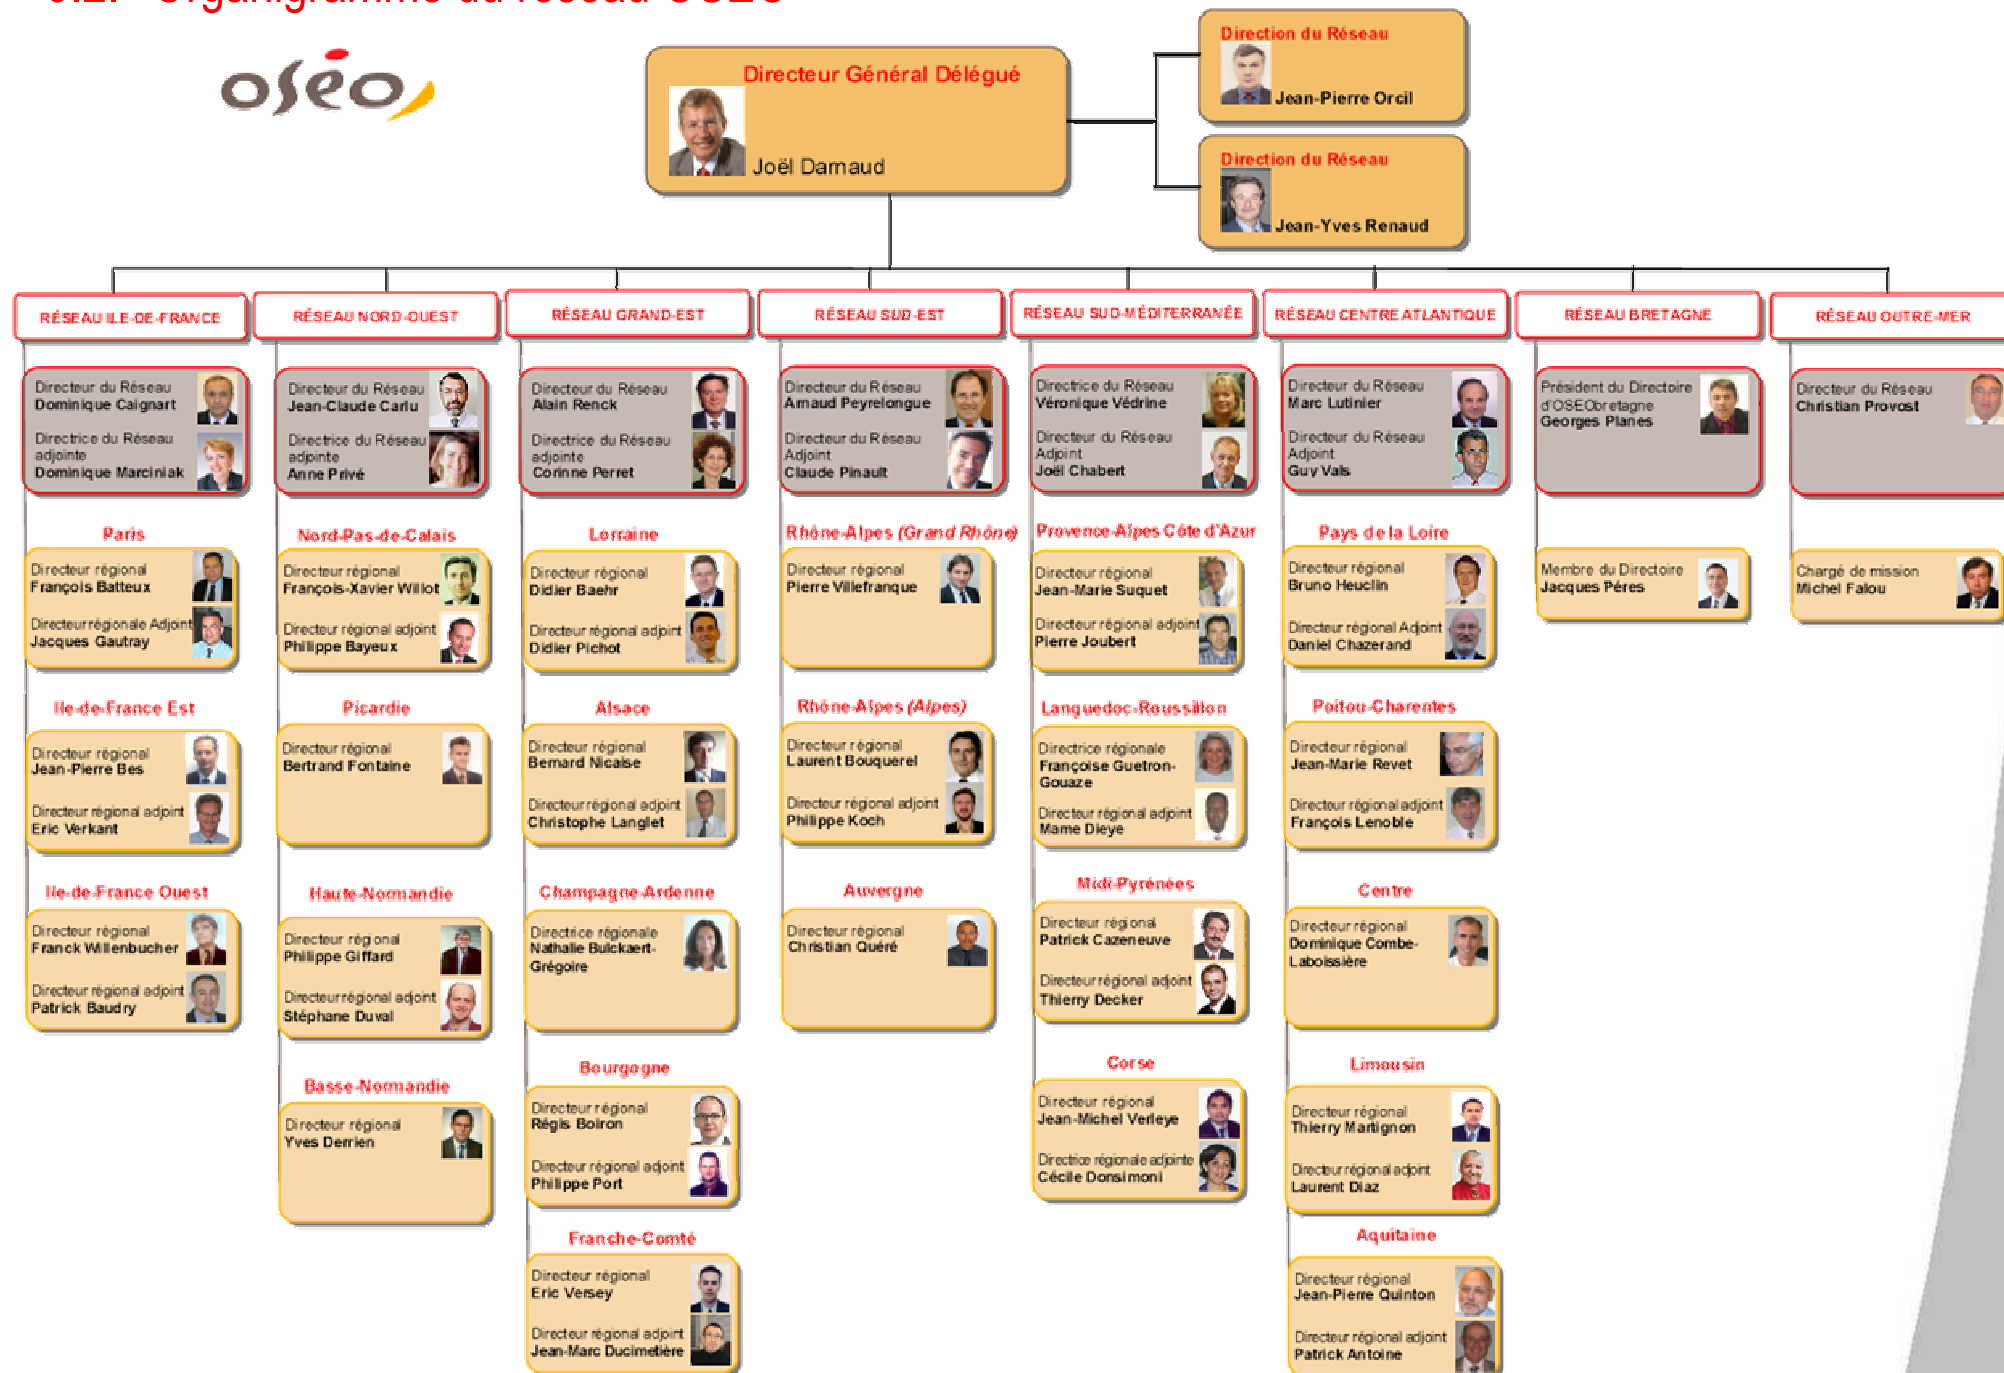 Organigramme du réseau OSEO
oséo
Directeur Général Délégué
Joël Darnaud
Direction du Réseau
Jean-Pierre Orcil
Direction du Réseau
Jean-Yves Renaud
RÉSEAU ILE-DE-FRANCE
Directeur du Réseau
Dominique Caignart
Directrice du Réseau
adjointe
Dominique Marciniak
Paris
Directeur régional
François Batteux
Directeur régionale Adjoint
Jacques Gautray
Ile-de-France Est
Directeur régional
Jean-Pierre Bes
Directeur régional adjoint
Eric Verkant
Ile-de-France Ouest
Directeur régional
Franck Willenbucher
Directeur régional adjoint
Patrick Baudry
RÉSEAU NORD-OUEST
Directeur du Réseau
Jean-Claude Carlu
Directrice du Réseau
adjointe
Anne Privé
Nord-Pas-de-Calais
Directeur régional
François-Xavier Willot
Directeur régional adjoint
Philippe Bayeux
Picardie
Directeur régional
Bertrand Fontaine
Haute-Normandie
Directeur régional
Philippe Giffard
Directeur régional adjoint
Stéphane Duval
Basse-Normandie
Directeur régional
Yves Derrien
RÉSEAU GRAND-EST
Directeur du Réseau
Alain Renck
Directrice du Réseau
adjointe
Corinne Perret
Lorraine
Directeur régional
Didier Baehr
Directeur régional adjoint
Didier Pichot
Alsace
Directeur régional
Bernard Nicaise
Directeur régional adjoint
Christophe Langlet
Champagne-Ardenne
Directrice régionale
Nathalie Bulckaert-
Grégoire
Bourgogne
Directeur régional
Régis Boiron
Directeur régional adjoint
Philippe Port
Franche-Comté
Directeur régional
Eric Versey
Directeur régional adjoint
Jean-Marc Ducimetière
RÉSEAU SUD-EST
Directeur du Réseau
Arnaud Peyrelongue
Directeur du Réseau
Adjoint
Claude Pinault
Rhône-Alpes (Grand Rhône)
Directeur régional
Pierre Villefranque
Rhône-Alpes (Alpes)
Directeur régional
Laurent Bouquerel
Directeur régional adjoint
Philippe Koch
Auvergne
Directeur régional
Christian Quéré
RÉSEAU SUD-MÉDITERRANÉE
Directrice du Réseau
Véronique Védrine
Directeur du Réseau
Adjoint
Joël Chabert
Provence-Alpes Côte d'Azur
Directeur régional
Jean-Marie Suquet
Directeur régional adjoint
Pierre Joubert
Languedoc-Roussillon
Directrice régionale
Françoise Guetron-
Gouaze
Directeur régional adjoint
Mame Dieye
Midi-Pyrénées
Directeur régional
Patrick Cazeneuve
Directeur régional adjoint
Thierry Decker
Corse
Directeur régional
Jean-Michel Verleye
Directrice régionale adjointe
Cécile Donsimoni
RÉSEAU CENTRE ATLANTIQUE
Directeur du Réseau
Marc Lutinier
Directeur du Réseau
Adjoint
Guy Vals
Pays de la Loire
Directeur régional
Bruno Heuclin
Directeur régional Adjoint
Daniel Chazerand
Poitou-Charentes
Directeur régional
Jean-Marie Revet
Directeur régional adjoint
François Lenoble
Centre
Directeur régional
Dominique Combe-
Laboissière
Limousin
Directeur régional
Thierry Martignon
Directeur régional adjoint
Laurent Diaz
Aquitaine
Directeur régional
Jean-Pierre Quinton
Directeur régional adjoint
Patrick Antoine
RÉSEAU BRETAGNE
Président du Directoire
d'OSEObretagne
Georges Planes
Membre du Directoire
Jacques Péres
RÉSEAU OUTRE-MER
Directeur du Réseau
Christian Provost
Chargé de mission
Michel Falou